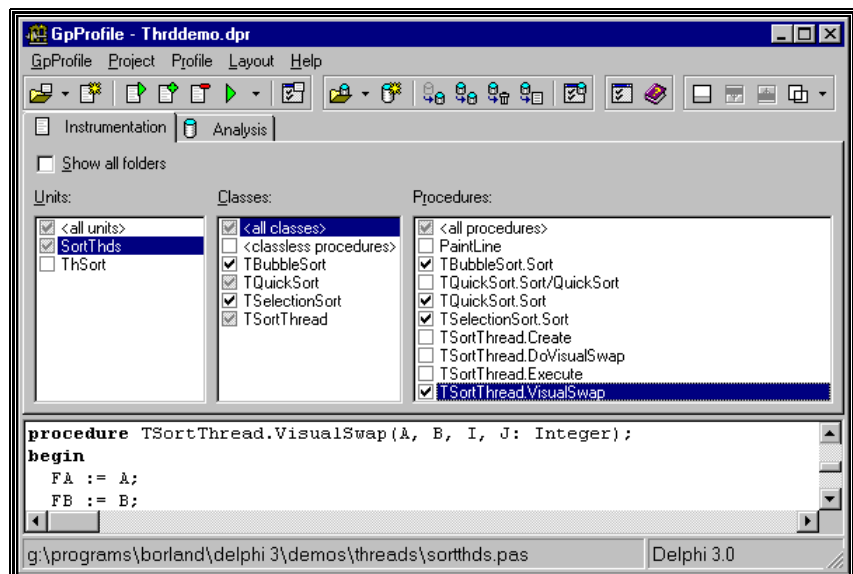 GpProfile - Thrddemo.dpr
GpProfile Project Profile Layout Help
Instrumentation Analysis
Show all folders
Units:
<all units>
SortThds
ThSort
Classes:
<all classes>
<classless procedures>
TBubbleSort
TQuickSort
TSelectionSort
TSortThread
Procedures:
<all procedures>
PaintLine
TBubbleSort.Sort
TQuickSort.Sort/QuickSort
TQuickSort.Sort
TSelectionSort.Sort
TSortThread.Create
TSortThread.DoVisualSwap
TSortThread.Execute
TSortThread.VisualSwap
procedure TSortThread.VisualSwap(A, B, I, J: Integer);
begin
FA := A;
FB := B;
g:\programs\borland\delphi 3\demos\threads\sortthds.pas Delphi 3.0